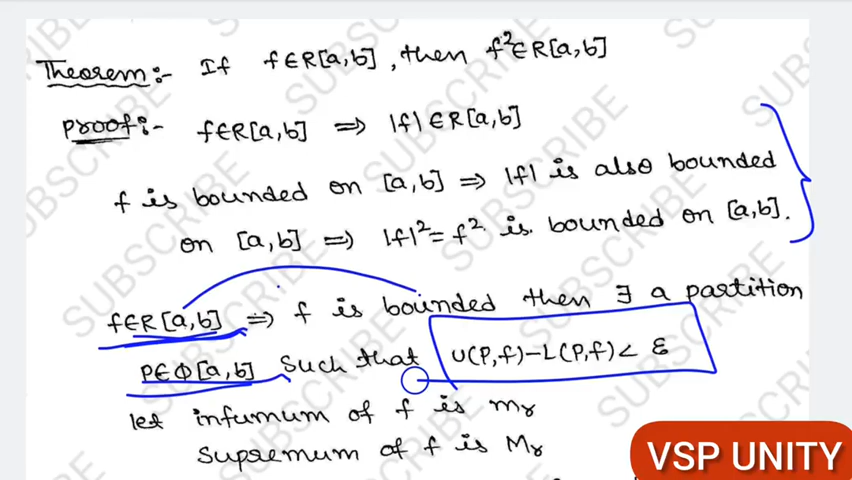 Theorem:- If f∈R[a,b], then f²∈R[a,b]
proof:- f∈R[a,b] ⇒ |f|∈R[a,b]
f is bounded on [a,b] ⇒ |f| is also bounded
on [a,b] ⇒ |f|² = f² is bounded on [a,b].
f∈R[a,b] ⇒ f is bounded then ∃ a partition
P∈Φ[a,b] Such that U(P,f)-L(P,f)< ε
let infumum of f is mᵣ
Supremum of f is Mᵣ
VSP UNITY
SUBSCRIBE